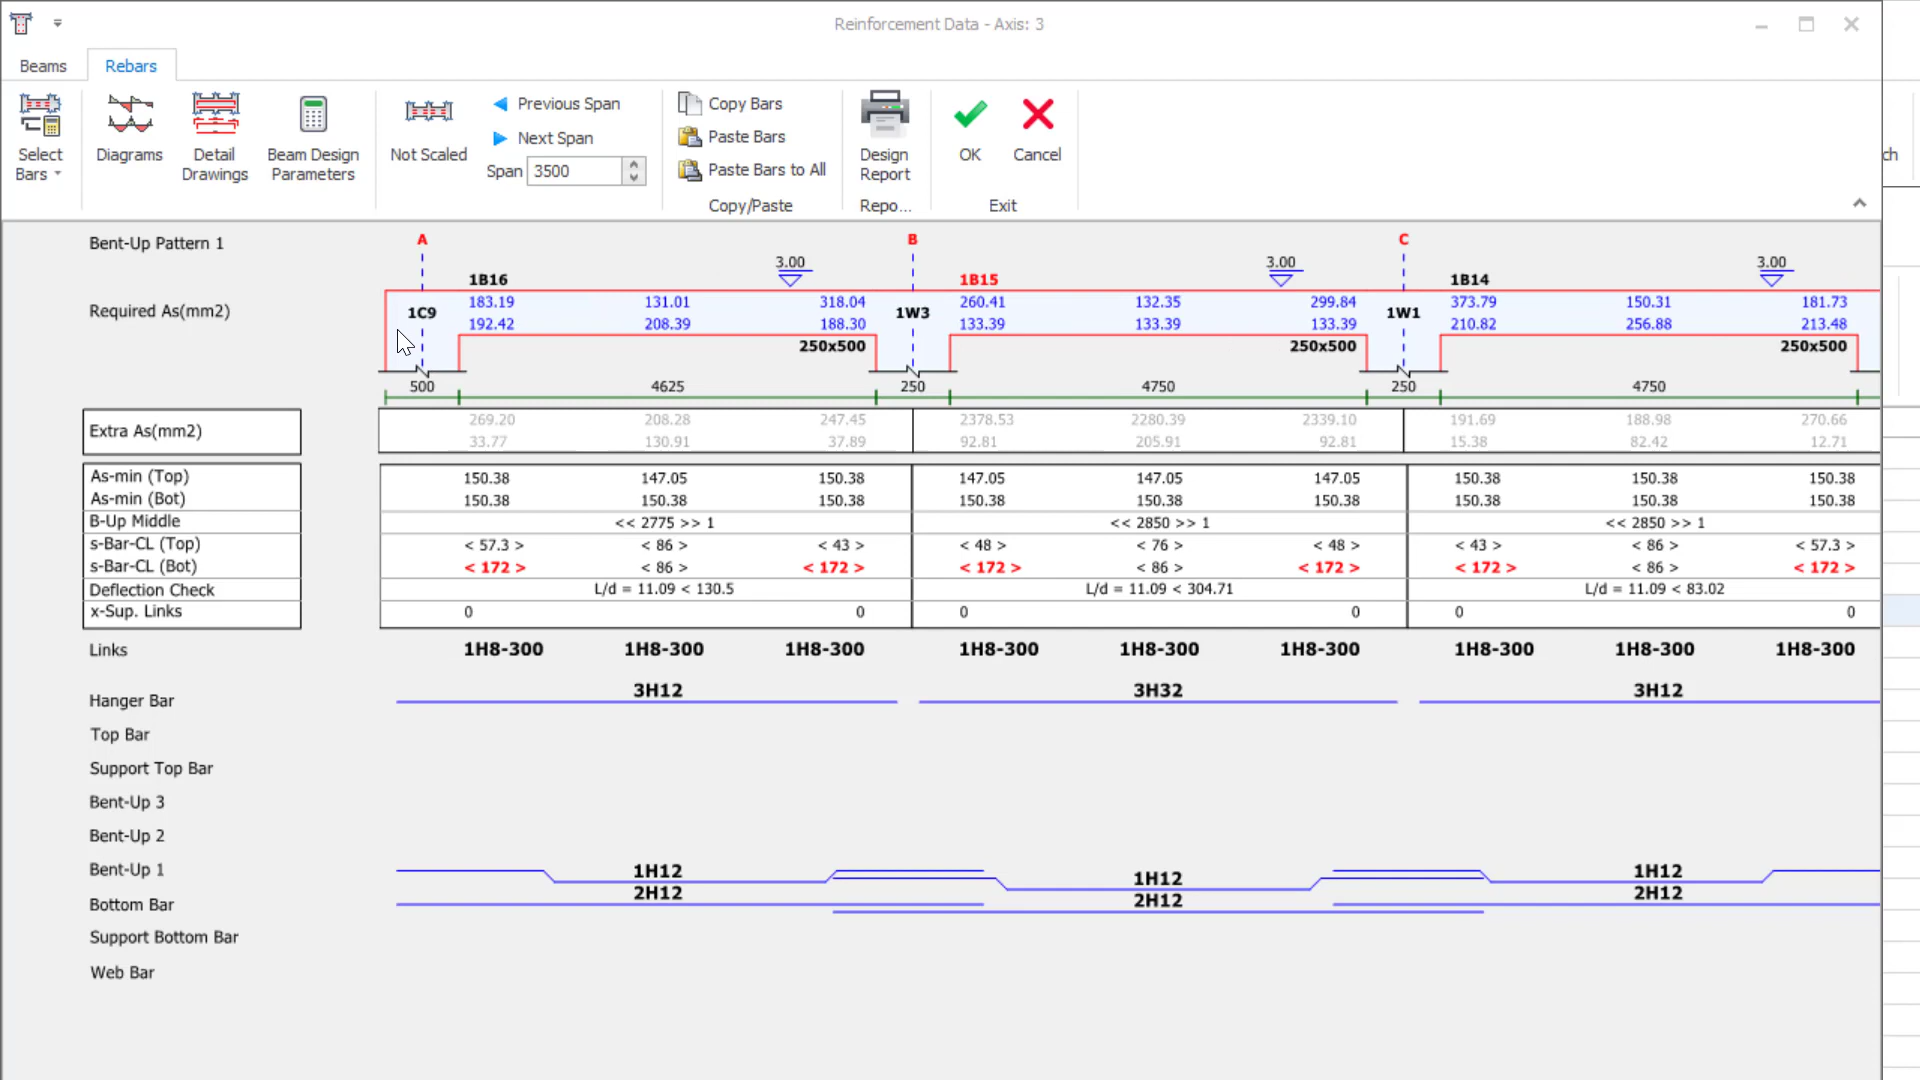 Reinforcement Data - Axis: 3
Beams Rebars
Select Bars
Diagrams
Detail Drawings
Beam Design Parameters
Not Scaled
Previous Span
Next Span
Span 3500
Copy Bars
Paste Bars
Paste Bars to All
Copy/Paste
Design Report
Repo...
OK
Cancel
Exit
ch
Bent-Up Pattern 1
A B C
3.00 3.00 3.00
1B16 1B15 1B14
Required As(mm2)
183.19 131.01 318.04 260.41 132.35 299.84 373.79 150.31 181.73
1C9 1W3 1W1
192.42 208.39 188.30 133.39 133.39 133.39 210.82 256.88 213.48
250x500 250x500 250x500
500 4625 250 4750 250 4750
Extra As(mm2)
269.20 208.28 247.45 2378.53 2280.39 2339.10 191.69 188.98 270.66
33.77 130.91 37.89 92.81 205.91 92.81 15.38 82.42 12.71
As-min (Top) 150.38 147.05 150.38 147.05 147.05 147.05 150.38 150.38 150.38
As-min (Bot) 150.38 150.38 150.38 150.38 150.38 150.38 150.38 150.38 150.38
B-Up Middle << 2775 >> 1 << 2850 >> 1 << 2850 >> 1
s-Bar-CL (Top) < 57.3 > < 86 > < 43 > < 48 > < 76 > < 48 > < 43 > < 86 > < 57.3 >
s-Bar-CL (Bot) < 172 > < 86 > < 172 > < 172 > < 86 > < 172 > < 172 > < 86 > < 172 >
Deflection Check L/d = 11.09 < 130.5 L/d = 11.09 < 304.71 L/d = 11.09 < 83.02
x-Sup. Links 0 0 0 0 0 0
Links 1H8-300 1H8-300 1H8-300 1H8-300 1H8-300 1H8-300 1H8-300 1H8-300 1H8-300
Hanger Bar 3H12 3H32 3H12
Top Bar
Support Top Bar
Bent-Up 3
Bent-Up 2
Bent-Up 1 1H12 1H12 1H12
Bottom Bar 2H12 2H12 2H12
Support Bottom Bar
Web Bar